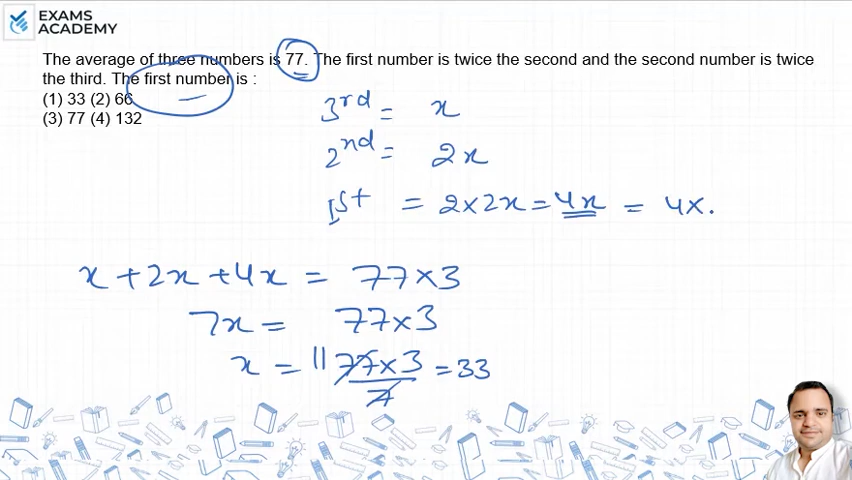 EXAMS
ACADEMY
The average of three numbers is 77. The first number is twice the second and the second number is twice
the third. The first number is :
(1) 33 (2) 66
(3) 77 (4) 132
3rd = x
2nd = 2x
1st = 2×2x = 4x = 4×.
x + 2x + 4x = 77×3
7x = 77×3
x = 11 77×3 = 33
7